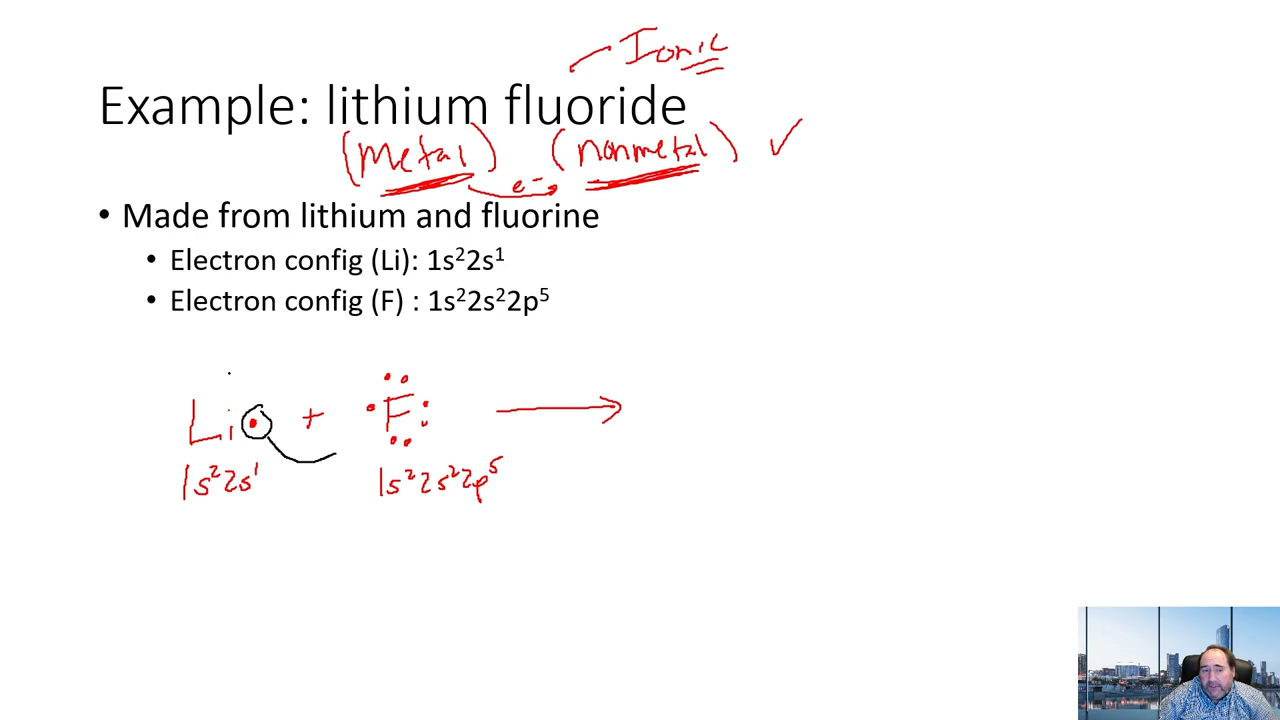 Ionic
Example: lithium fluoride
(metal) (nonmetal) ✓
e⁻
• Made from lithium and fluorine
• Electron config (Li): 1s²2s¹
• Electron config (F) : 1s²2s²2p⁵
Li + F →
1s²2s¹ 1s²2s²2p⁵